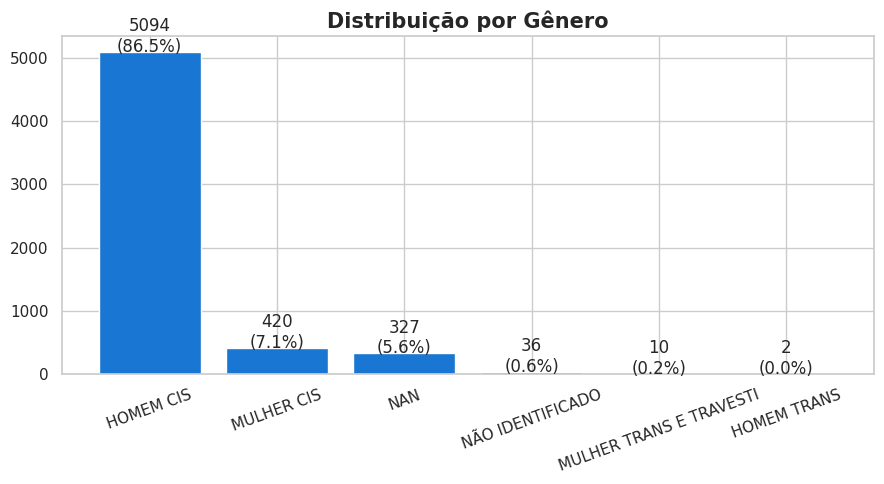 Distribuição por Gênero
5094
(86.5%)
420
(7.1%)
327
(5.6%)
36
(0.6%)
10
(0.2%)
2
(0.0%)
5000
4000
3000
2000
1000
0
HOMEM CIS
MULHER CIS
NAN
NÃO IDENTIFICADO
MULHER TRANS E TRAVESTI
HOMEM TRANS